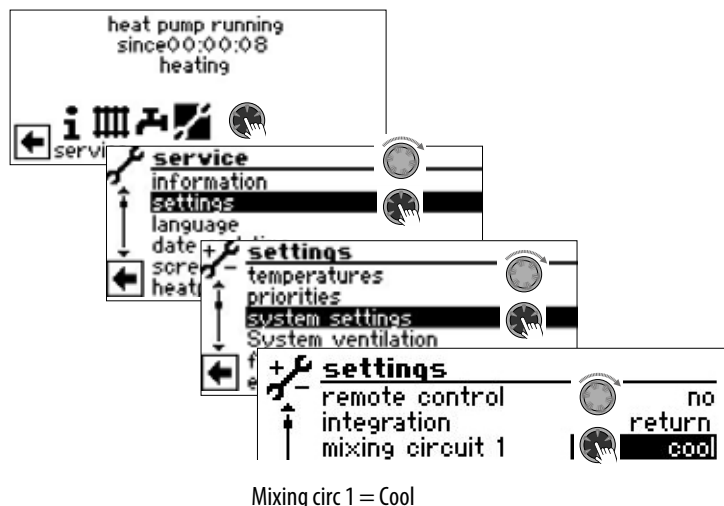 heat pump running
since00:00:08
heating
i
servi
service
information
settings
language
date
scre
heatp
settings
temperatures
priorities
system settings
System ventilation
f
e
settings
remote control no
integration return
mixing circuit 1 cool
Mixing circ 1 = Cool